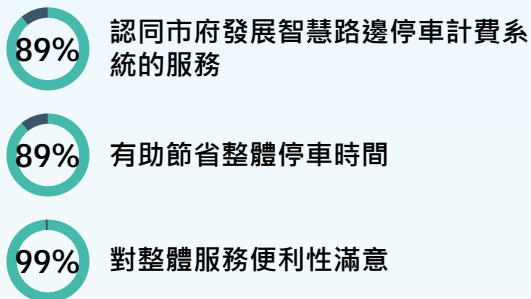 89%
認同市府發展智慧路邊停車計費系
統的服務
89%
有助節省整體停車時間
99%
對整體服務便利性滿意